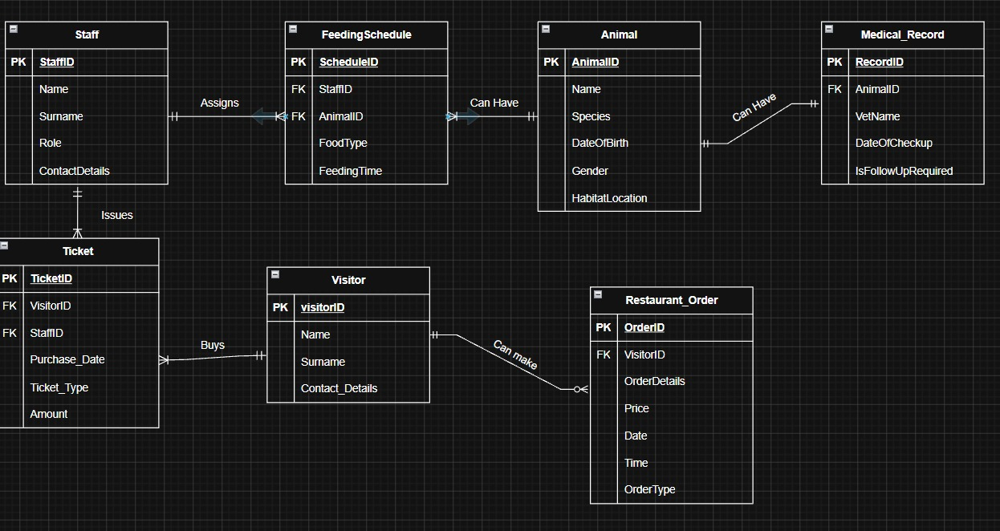 Staff
PK StaffID
Name
Surname
Role
ContactDetails
Assigns
FeedingSchedule
PK ScheduleID
FK StaffID
FK AnimalID
FoodType
FeedingTime
Can Have
Animal
PK AnimalID
Name
Species
DateOfBirth
Gender
HabitatLocation
Can Have
Medical_Record
PK RecordID
FK AnimalID
VetName
DateOfCheckup
IsFollowUpRequired
Issues
Ticket
PK TicketID
FK VisitorID
FK StaffID
Purchase_Date
Ticket_Type
Amount
Buys
Visitor
PK visitorID
Name
Surname
Contact_Details
Can make
Restaurant_Order
PK OrderID
FK VisitorID
OrderDetails
Price
Date
Time
OrderType